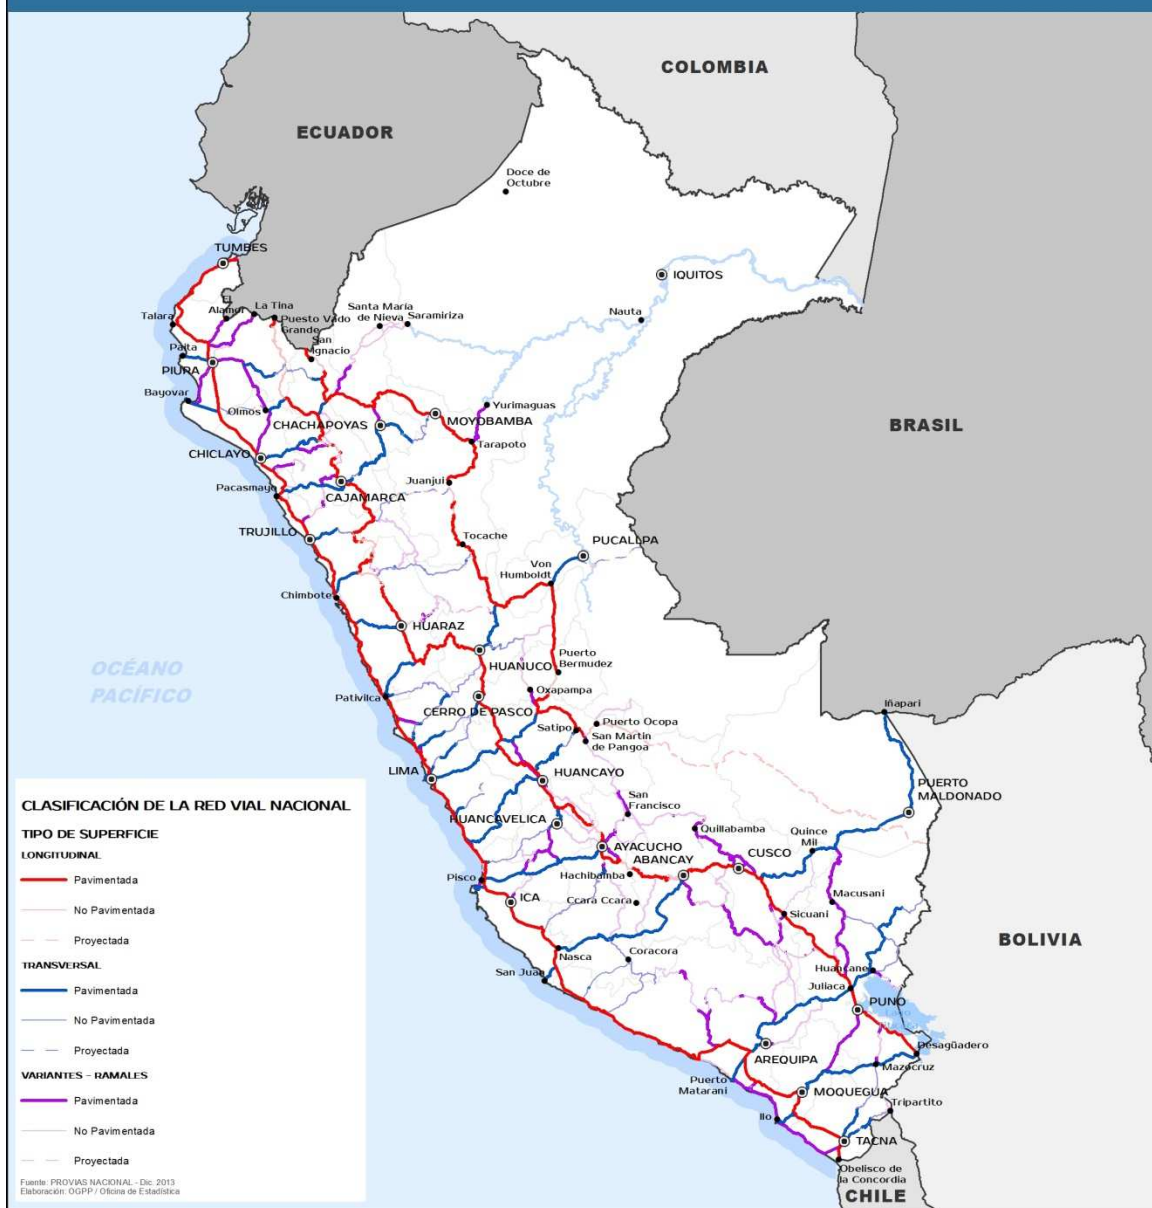 COLOMBIA
ECUADOR
Doce de
Octubre
TUMBES
IQUITOS
El
Alamor
La Tina
Santa María
de Nieva
Saramiriza
Nauta
Talara
Puesto Vado
Grande
San
Ignacio
Paita
PIURA
Bayovar
Olmos
Yurimaguas
BRASIL
CHACHAPOYAS
MOYOBAMBA
Tarapoto
CHICLAYO
Pacasmayo
CAJAMARCA
Juanjui
TRUJILLO
Tocache
PUCALLPA
Von
Humboldt
Chimbote
HUARAZ
HUANUCO
Puerto
Bermudez
OCÉANO
PACÍFICO
Pativilca
Oxapampa
CERRO DE PASCO
Iñapari
Puerto Ocopa
Satipo
San Martin
de Pangoa
LIMA
HUANCAYO
PUERTO
MALDONADO
San
Francisco
HUANCAVELICA
Quillabamba
Quince
Mil
AYACUCHO
ABANCAY
CUSCO
Pisco
Hachibamba
Macusani
ICA
Ccara Ccara
Sicuani
BOLIVIA
Nasca
Coracora
San Juan
Huancane
Juliaca
PUNO
Lago
AREQUIPA
Desagüadero
Mazocruz
Puerto
Matarani
MOQUEGUA
Tripartito
Ilo
TACNA
Obelisco de
la Concordia
CHILE
CLASIFICACIÓN DE LA RED VIAL NACIONAL
TIPO DE SUPERFICIE
LONGITUDINAL
Pavimentada
No Pavimentada
Proyectada
TRANSVERSAL
Pavimentada
No Pavimentada
Proyectada
VARIANTES - RAMALES
Pavimentada
No Pavimentada
Proyectada
Fuente: PROVIAS NACIONAL - Dic. 2013
Elaboración: OGPP / Oficina de Estadística